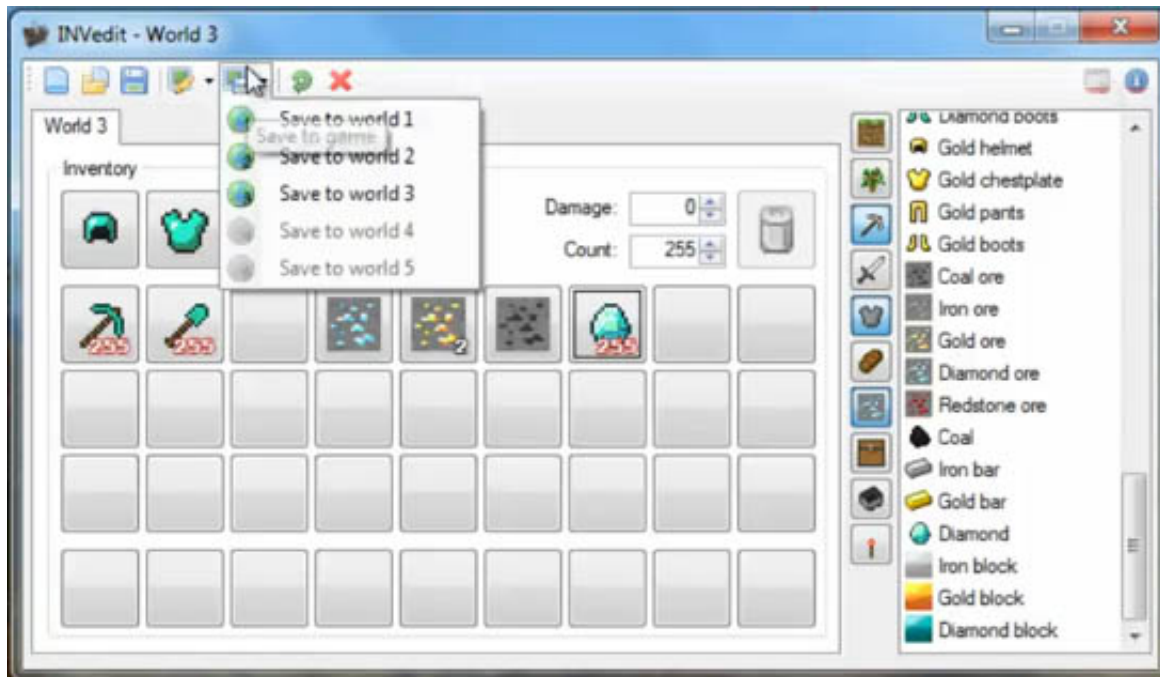 INVedit - World 3
World 3
Save to world 1
Save to game
Save to world 2
Save to world 3
Save to world 4
Save to world 5
Inventory
Damage: 0
Count: 255
255
255
2
255
Diamond boots
Gold helmet
Gold chestplate
Gold pants
Gold boots
Coal ore
Iron ore
Gold ore
Diamond ore
Redstone ore
Coal
Iron bar
Gold bar
Diamond
Iron block
Gold block
Diamond block